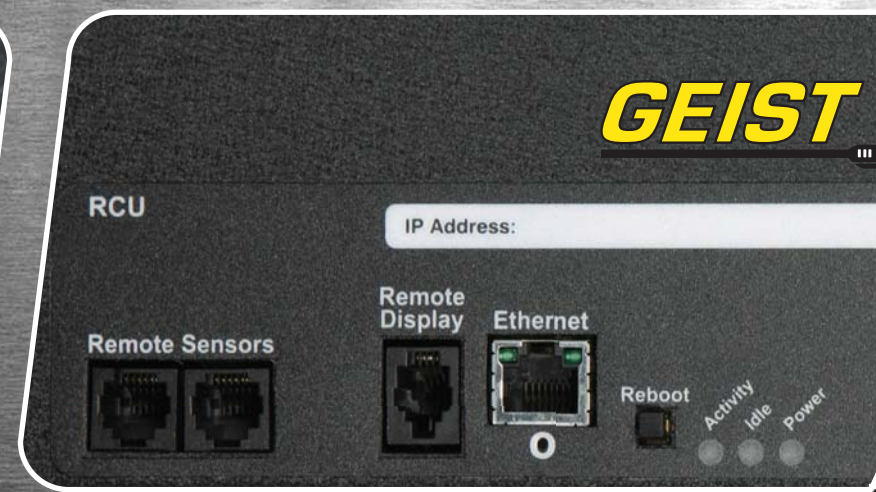 GEIST
RCU
IP Address:
Remote
Display
Ethernet
Remote Sensors
Reboot
Activity
Idle
Power
O